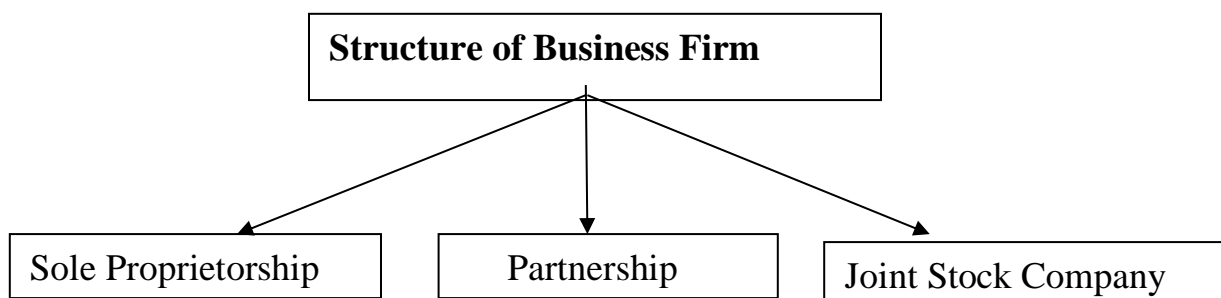 Structure of Business Firm
Sole Proprietorship
Partnership
Joint Stock Company